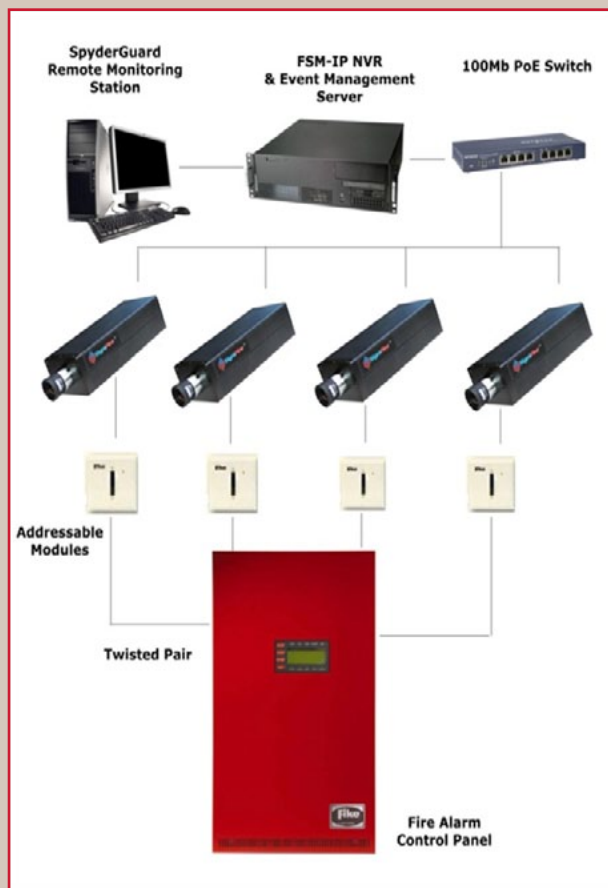 SpyderGuard
Remote Monitoring
Station
FSM-IP NVR
& Event Management
Server
100Mb PoE Switch
Addressable
Modules
Twisted Pair
Fike
Fire Alarm
Control Panel